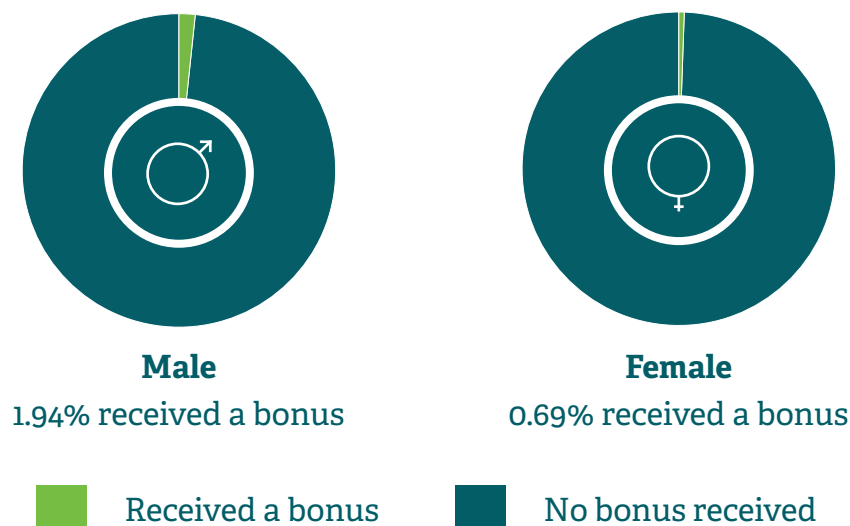 Male
1.94% received a bonus
Female
0.69% received a bonus
Received a bonus
No bonus received